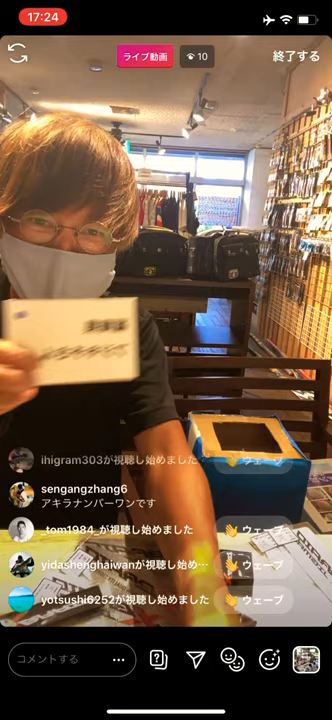 17:24
ライブ動画
10
終了する
ihigram303が視聴し始めました
ウェーブ
sengangzhang6
アキラナンバーワンです
_tom1984_が視聴し始めました
ウェーブ
yidashenghaiwanが視聴し始め…
ウェーブ
yotsushi6252が視聴し始めました
ウェーブ
コメントする